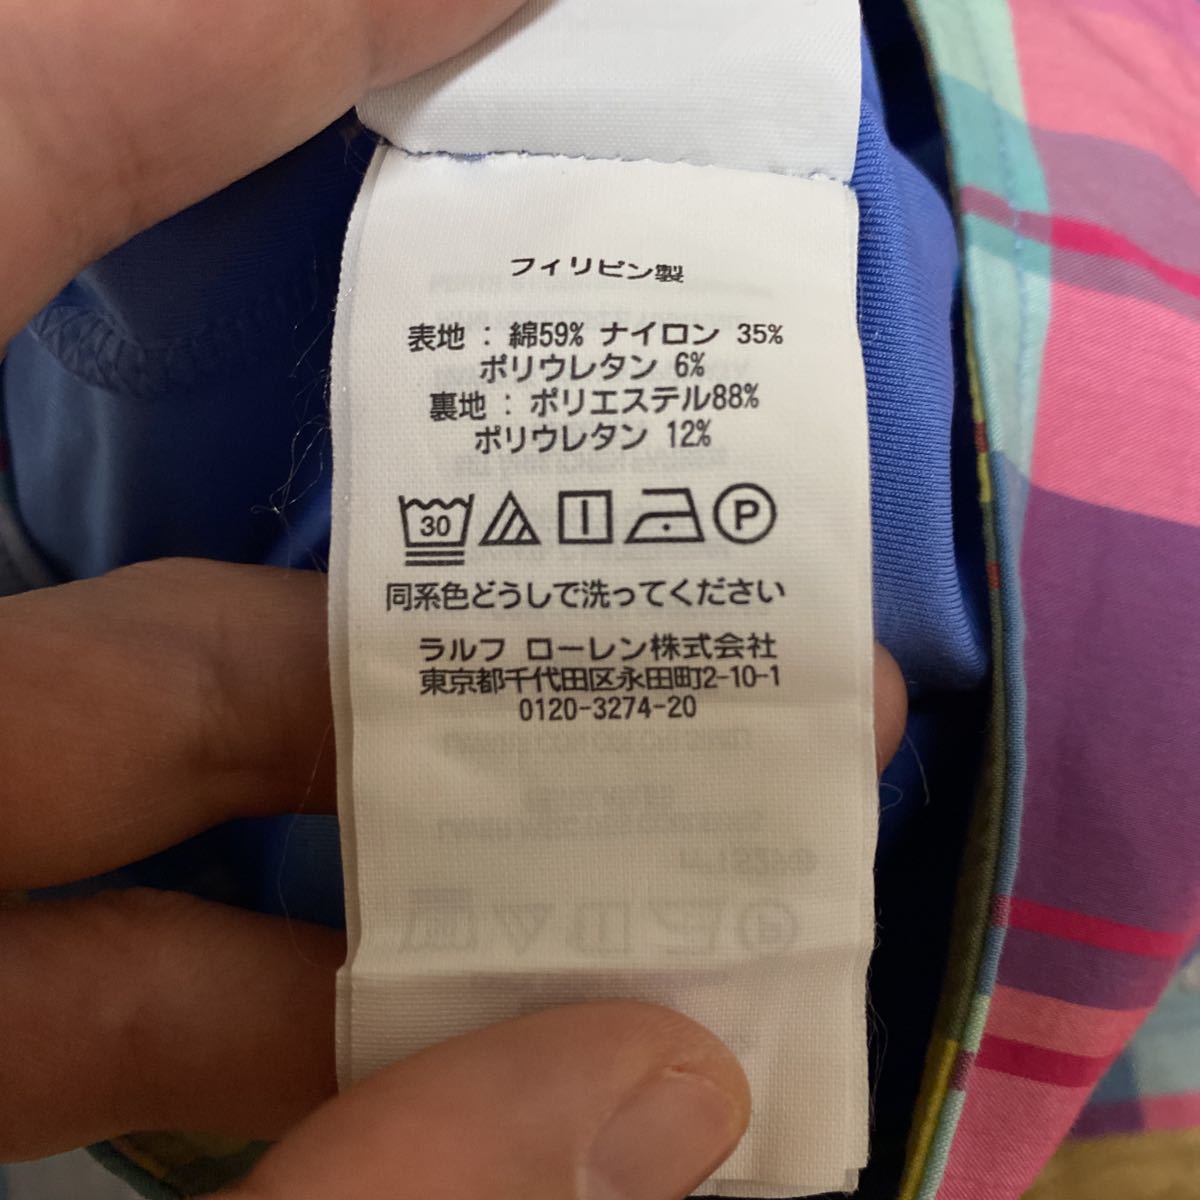 フィリピン製
表地 : 綿59% ナイロン 35%
ポリウレタン 6%
裏地 : ポリエステル88%
ポリウレタン 12%
30
P
同系色どうしで洗ってください
ラルフ ローレン株式会社
東京都千代田区永田町2-10-1
0120-3274-20